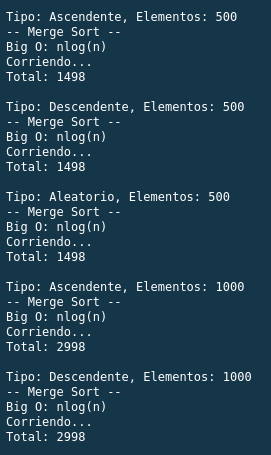 Tipo: Ascendente, Elementos: 500
-- Merge Sort --
Big O: nlog(n)
Corriendo...
Total: 1498
Tipo: Descendente, Elementos: 500
-- Merge Sort --
Big O: nlog(n)
Corriendo...
Total: 1498
Tipo: Aleatorio, Elementos: 500
-- Merge Sort --
Big O: nlog(n)
Corriendo...
Total: 1498
Tipo: Ascendente, Elementos: 1000
-- Merge Sort --
Big O: nlog(n)
Corriendo...
Total: 2998
Tipo: Descendente, Elementos: 1000
-- Merge Sort --
Big O: nlog(n)
Corriendo...
Total: 2998